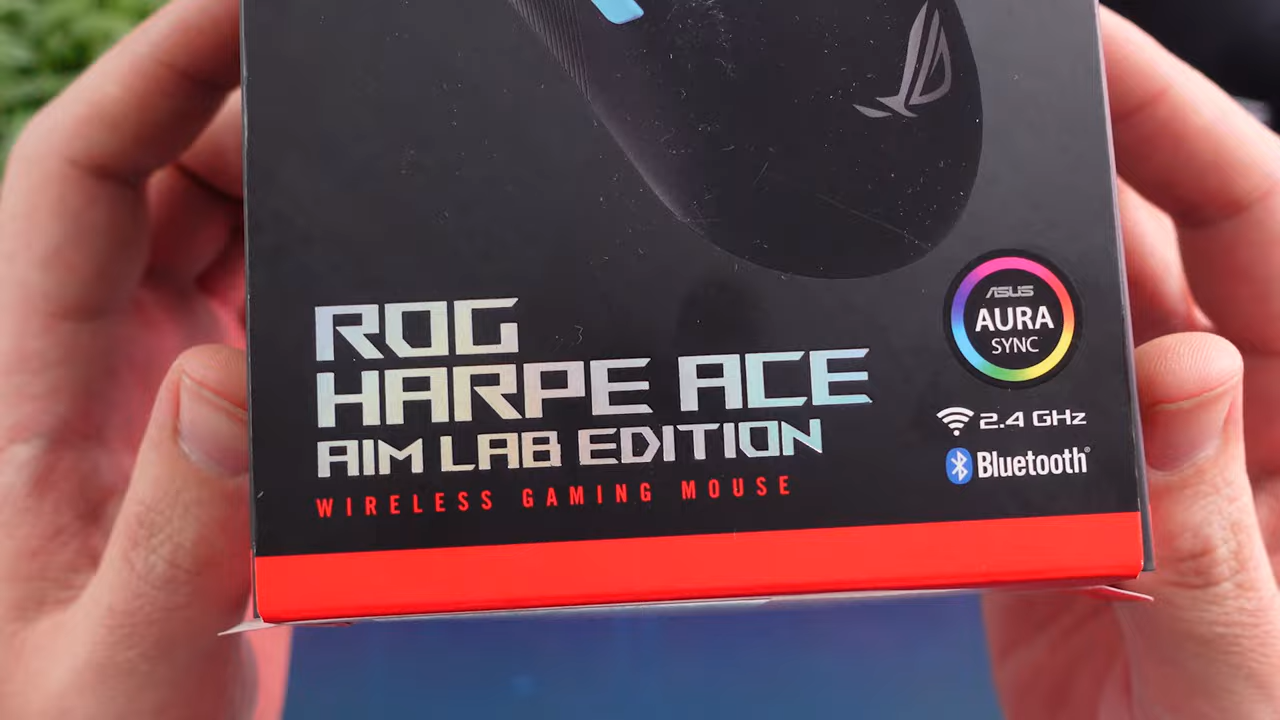 ROG
HARPE ACE
AIM LAB EDITION
WIRELESS GAMING MOUSE
ASUS
AURA
SYNC
2.4 GHz
Bluetooth®